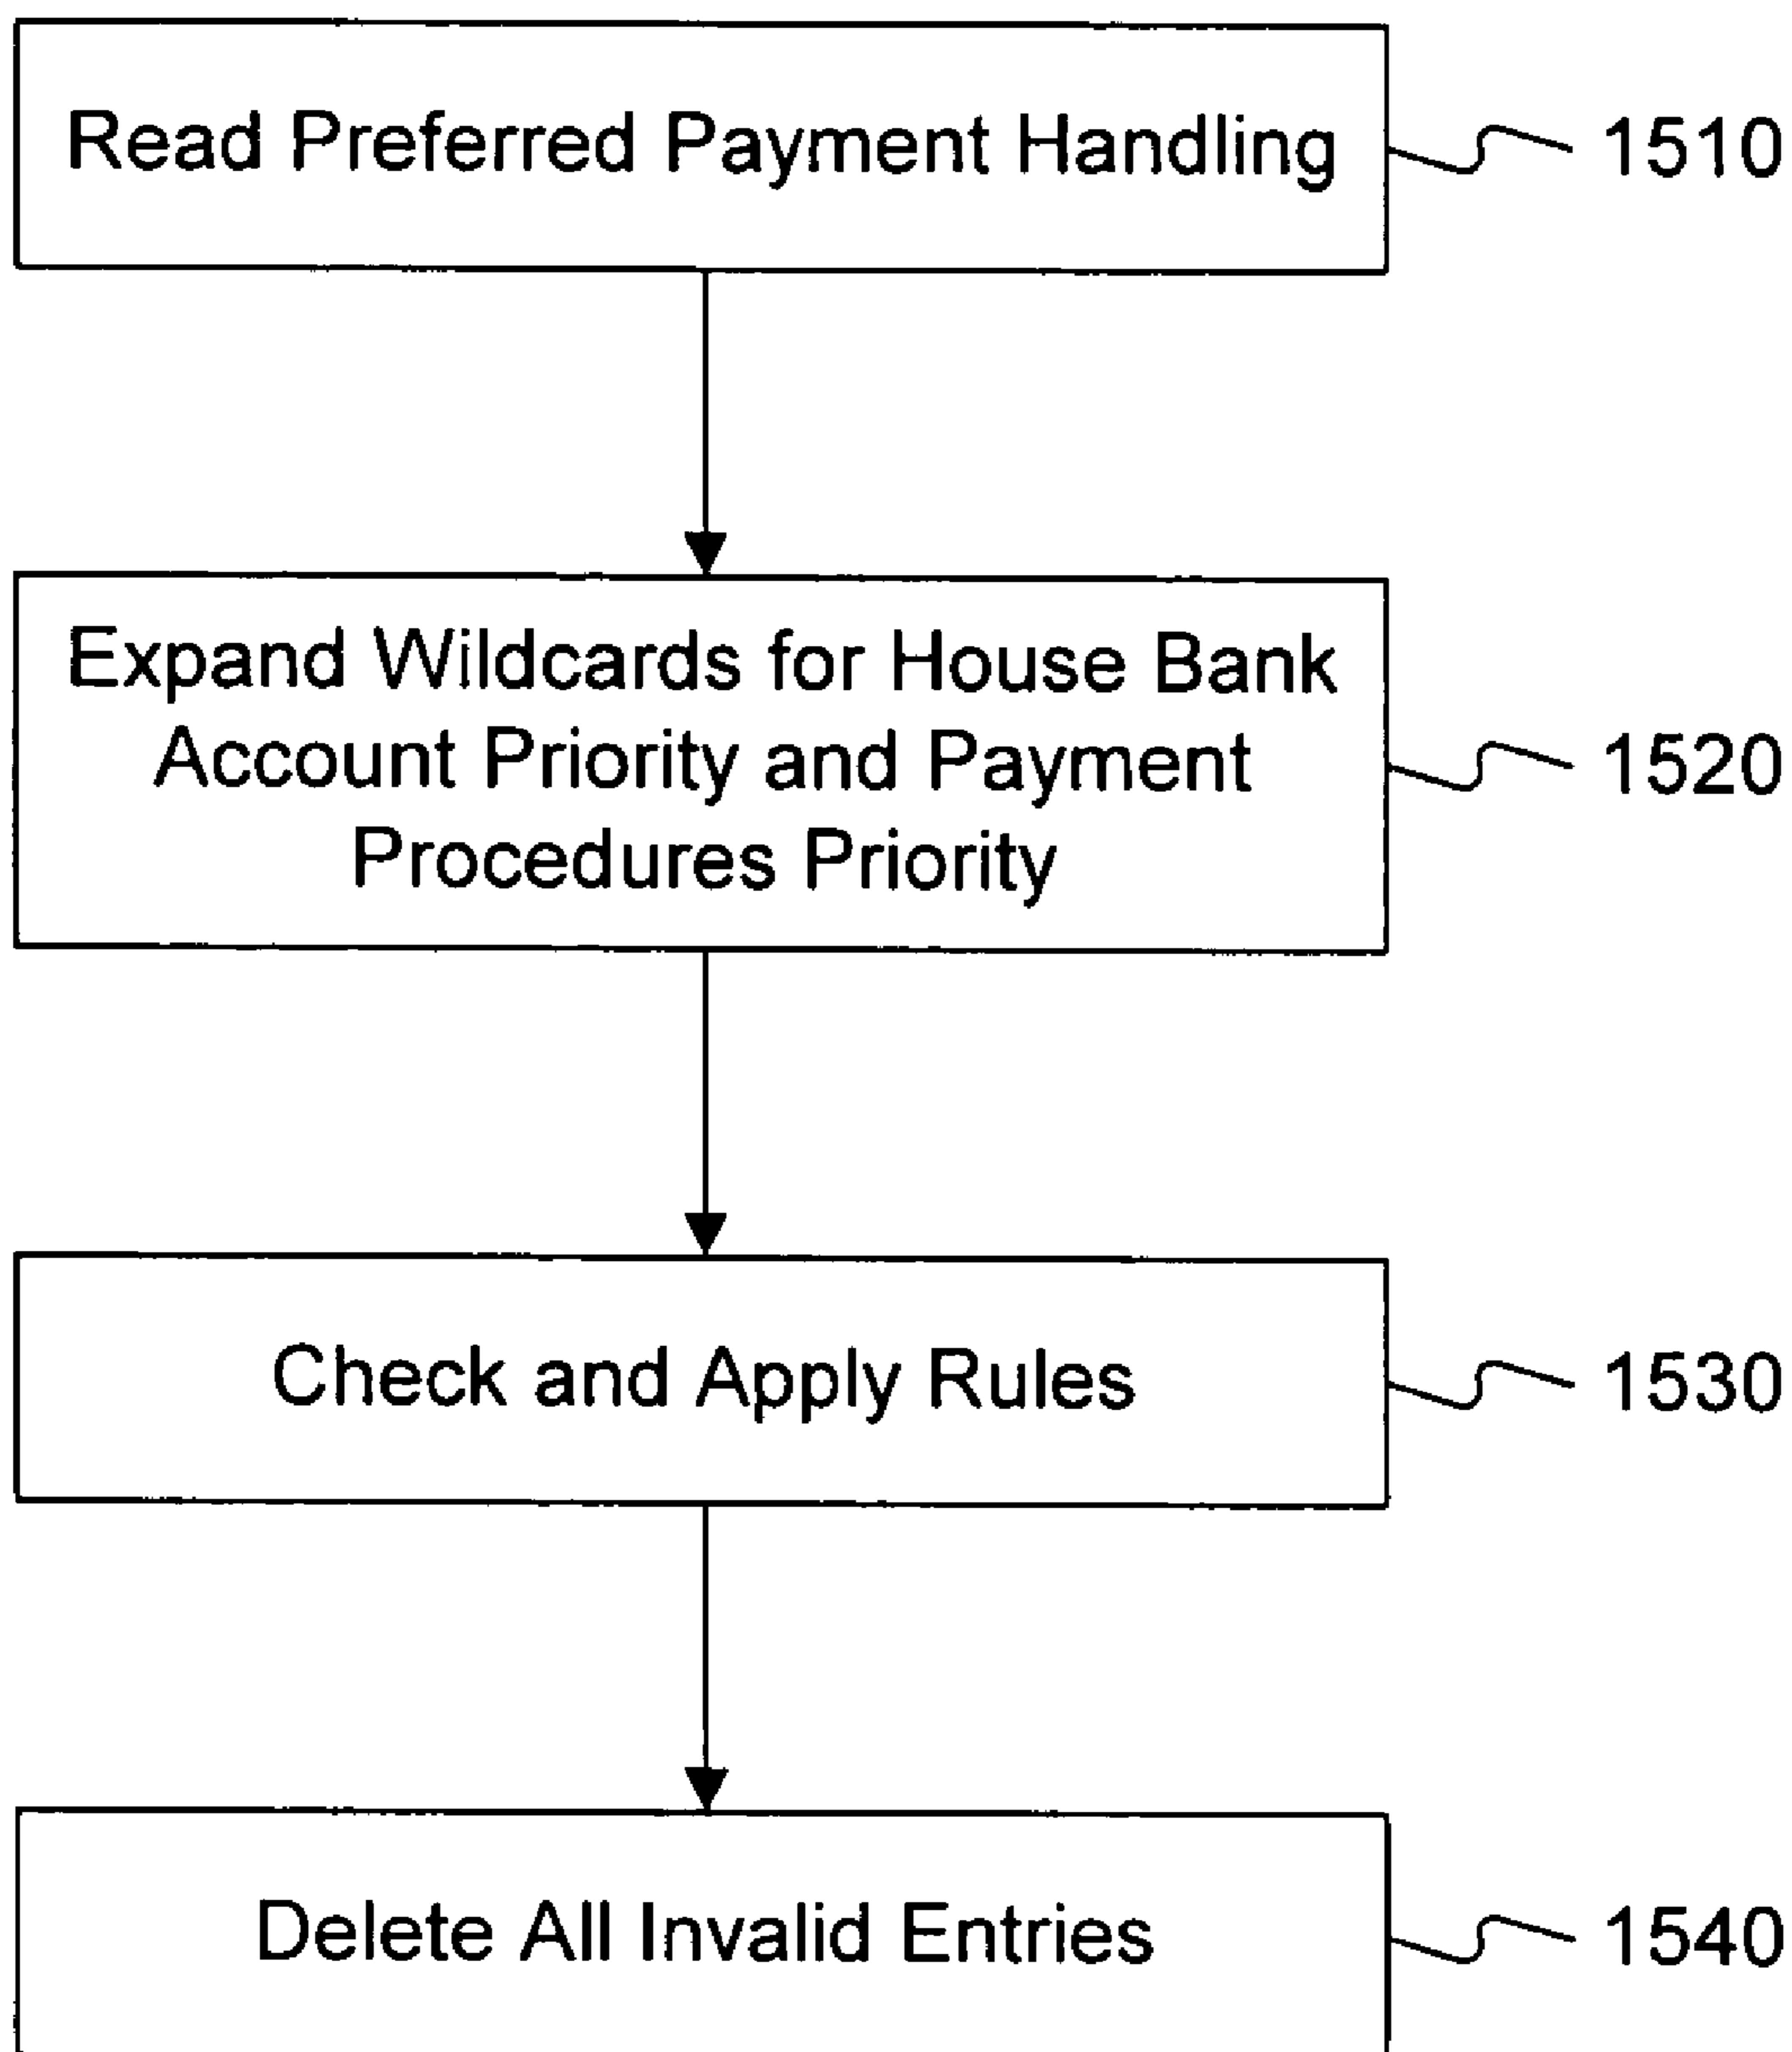 Read Preferred Payment Handling
1510
Expand Wildcards for House Bank
Account Priority and Payment
Procedures Priority
1520
Check and Apply Rules
1530
Delete All Invalid Entries
1540